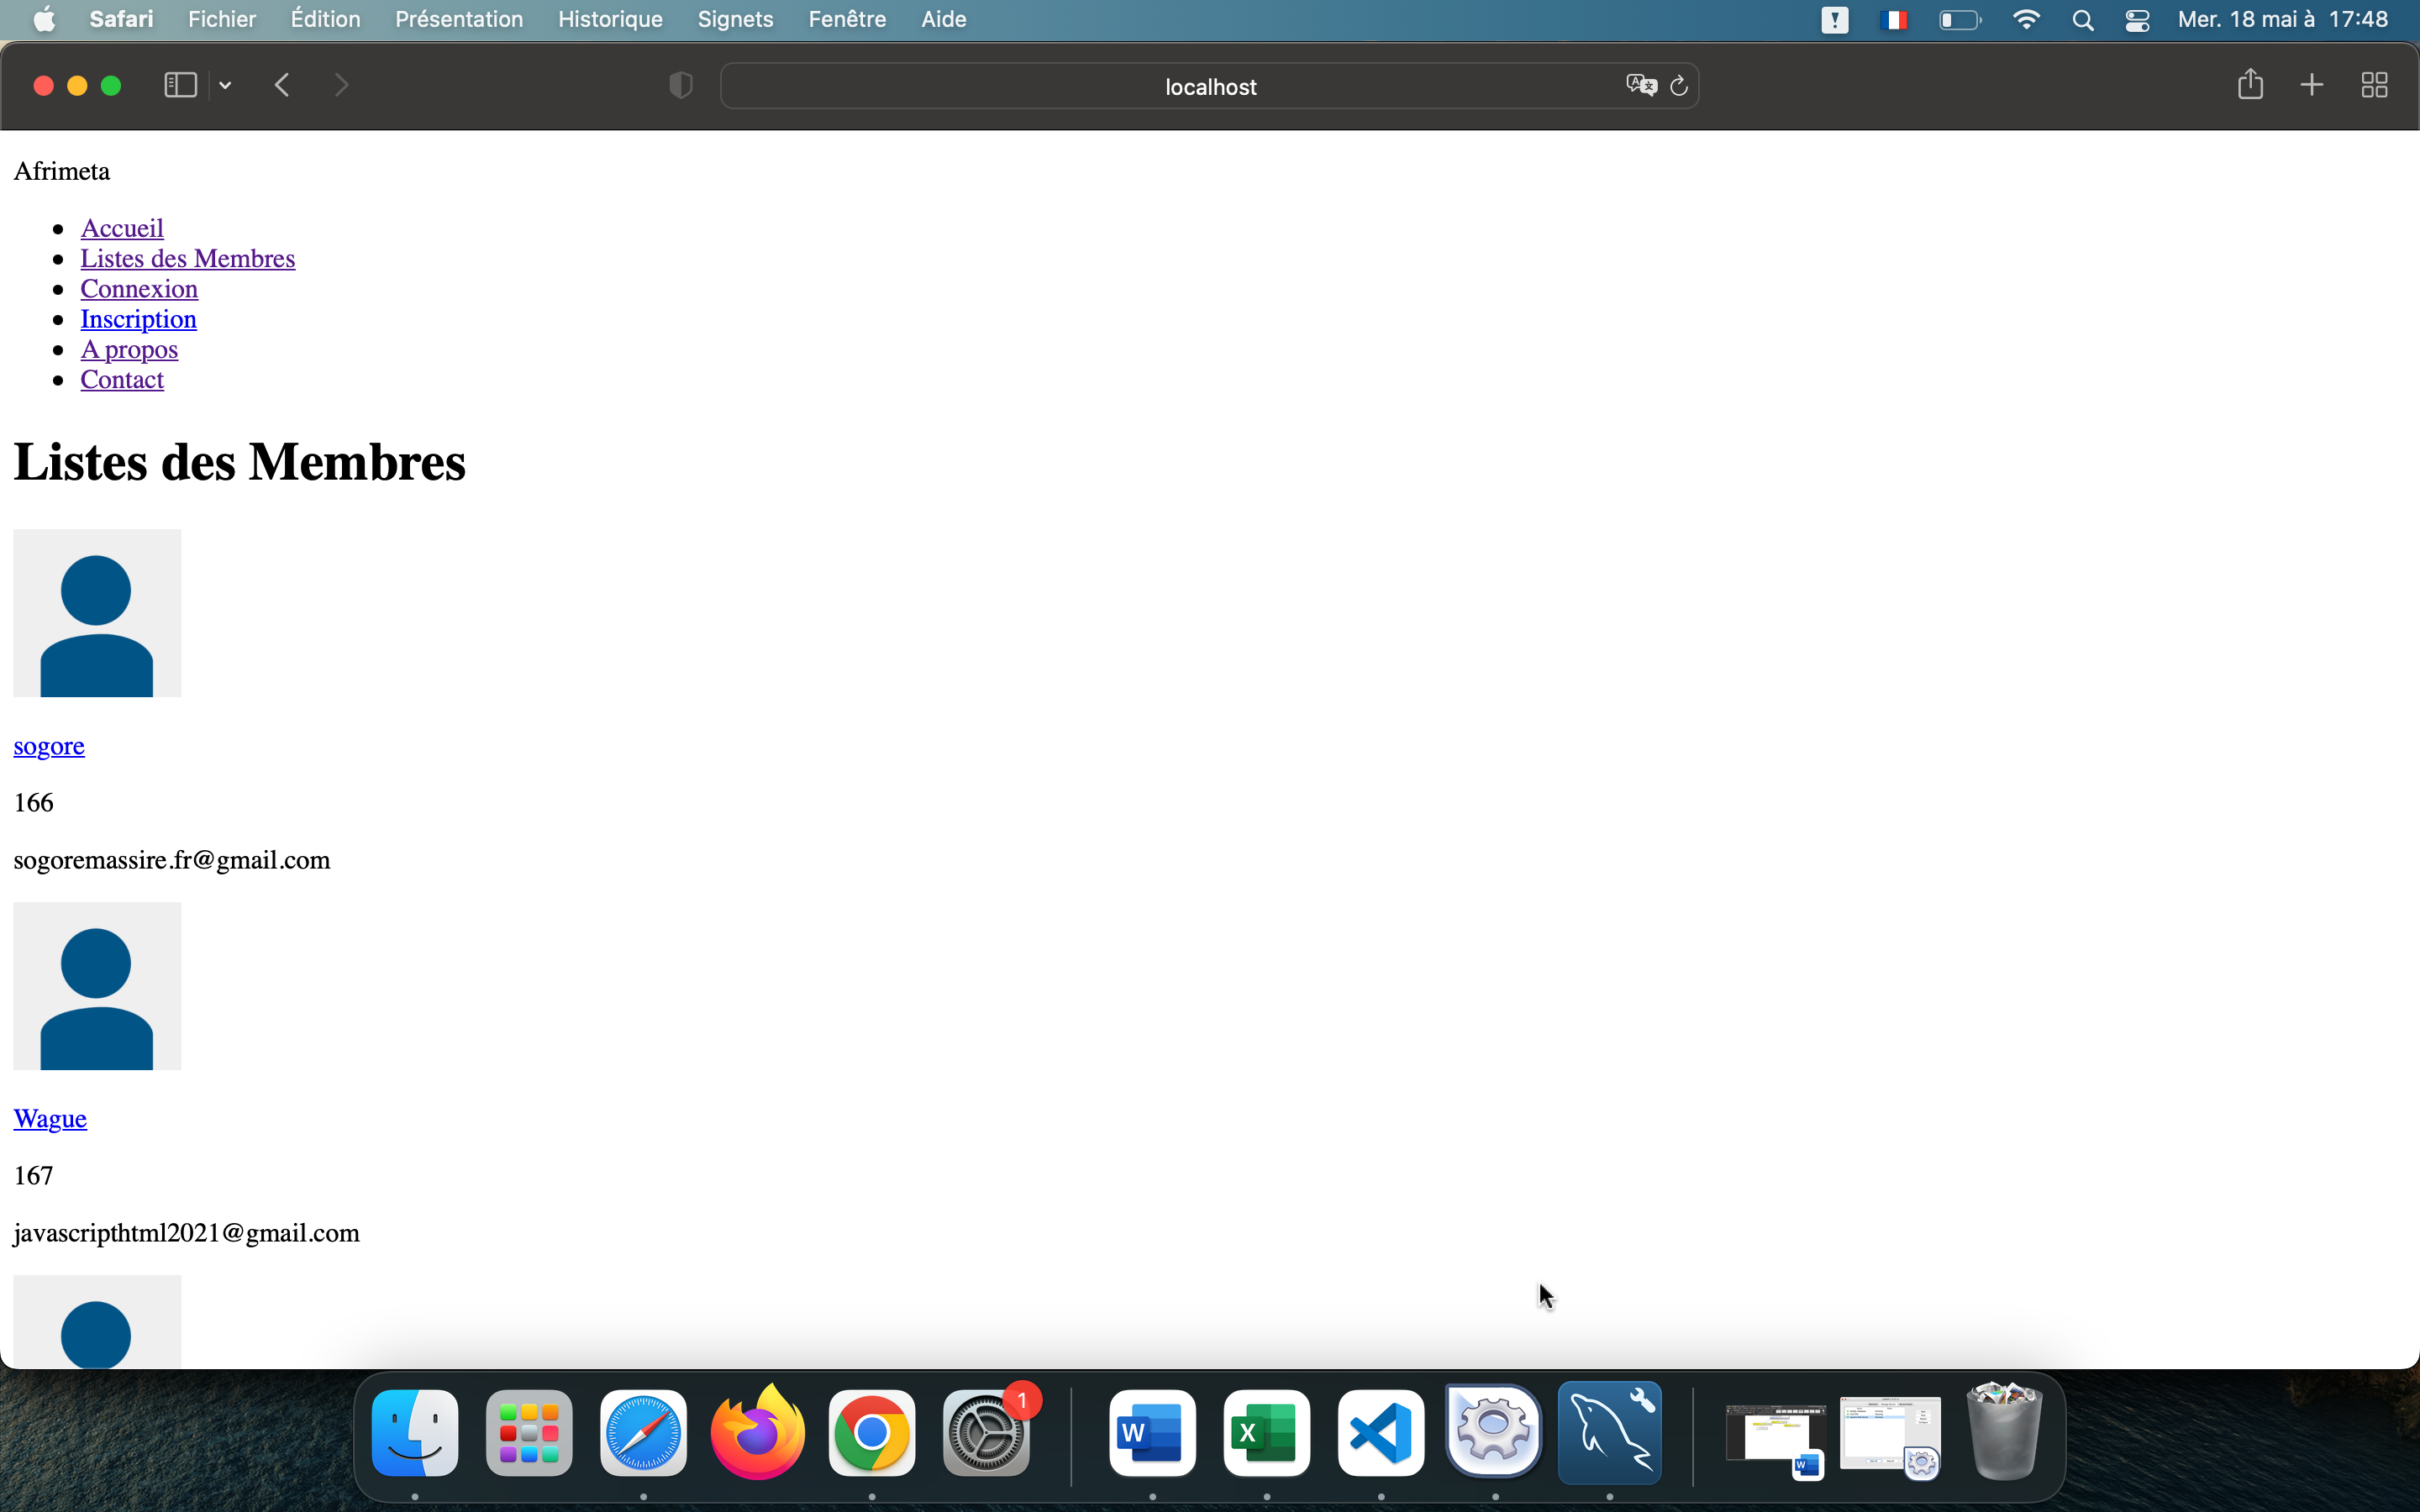 Safari Fichier Édition Présentation Historique Signets Fenêtre Aide Mer. 18 mai à 17:48
localhost
Afrimeta
Accueil
Listes des Membres
Connexion
Inscription
A propos
Contact
Listes des Membres
sogore
166
sogoremassire.fr@gmail.com
Wague
167
javascripthtml2021@gmail.com
1
W
X
W